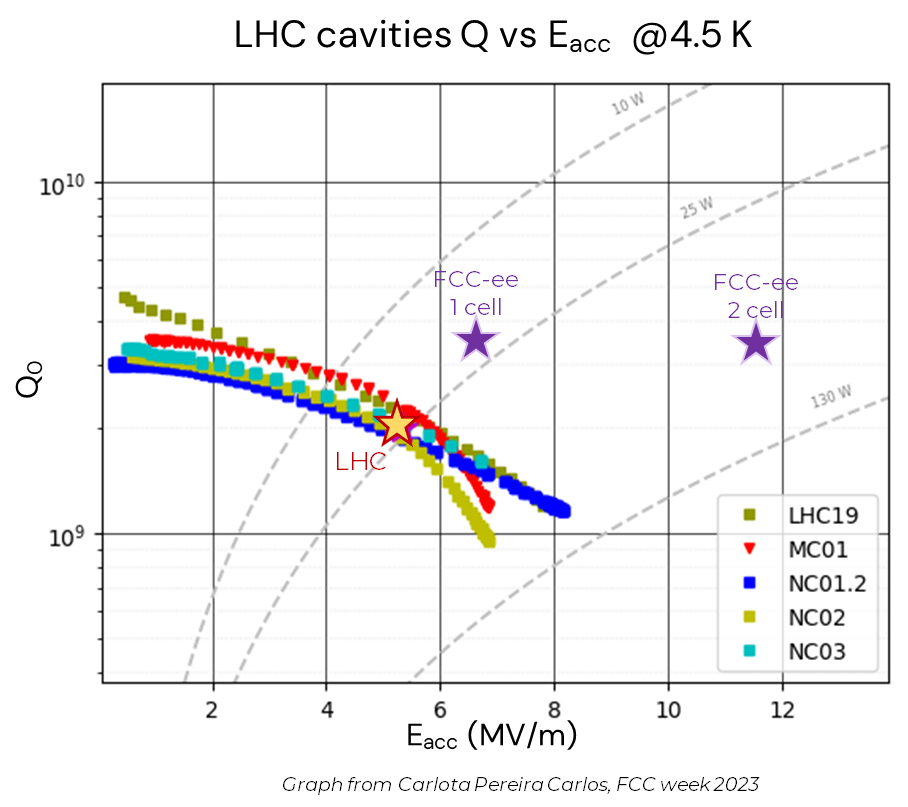 LHC cavities Q vs Eacc @4.5 K
10 W
10¹⁰
25 W
FCC-ee
1 cell
FCC-ee
2 cell
Q₀
130 W
LHC
10⁹
LHC19
MC01
NC01.2
NC02
NC03
2 4 6 8 10 12
Eacc (MV/m)
Graph from Carlota Pereira Carlos, FCC week 2023